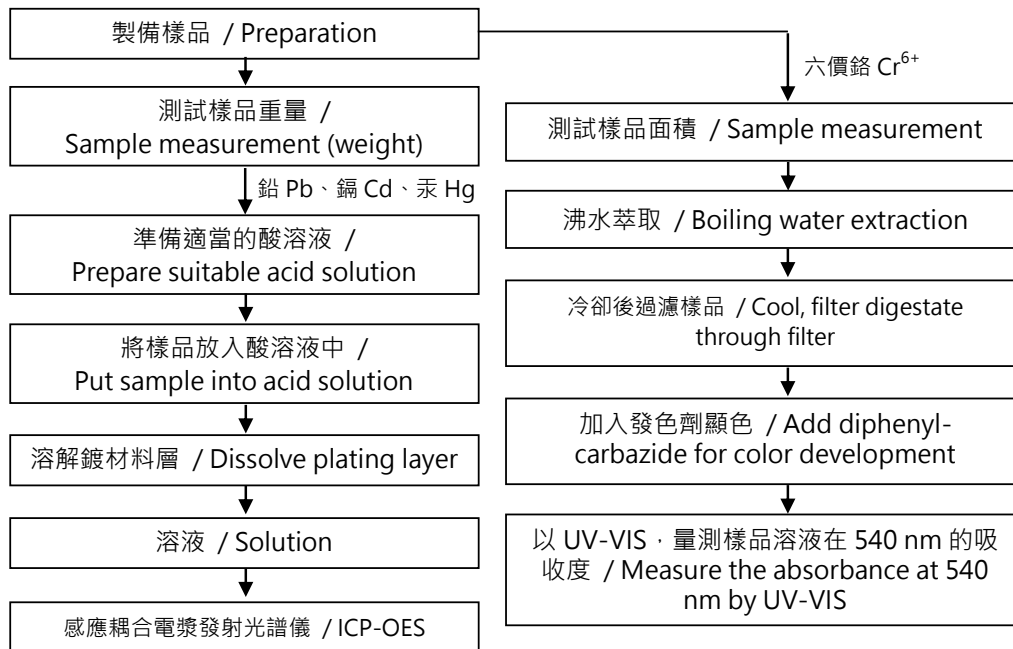 製備樣品 / Preparation
測試樣品重量 /
Sample measurement (weight)
鉛 Pb、鎘 Cd、汞 Hg
準備適當的酸溶液 /
Prepare suitable acid solution
將樣品放入酸溶液中 /
Put sample into acid solution
溶解鍍材料層 / Dissolve plating layer
溶液 / Solution
感應耦合電漿發射光譜儀 / ICP-OES
六價鉻 Cr⁶⁺
測試樣品面積 / Sample measurement
沸水萃取 / Boiling water extraction
冷卻後過濾樣品 / Cool, filter digestate
through filter
加入發色劑顯色 / Add diphenyl-
carbazide for color development
以 UV-VIS，量測樣品溶液在 540 nm 的吸
收度 / Measure the absorbance at 540
nm by UV-VIS